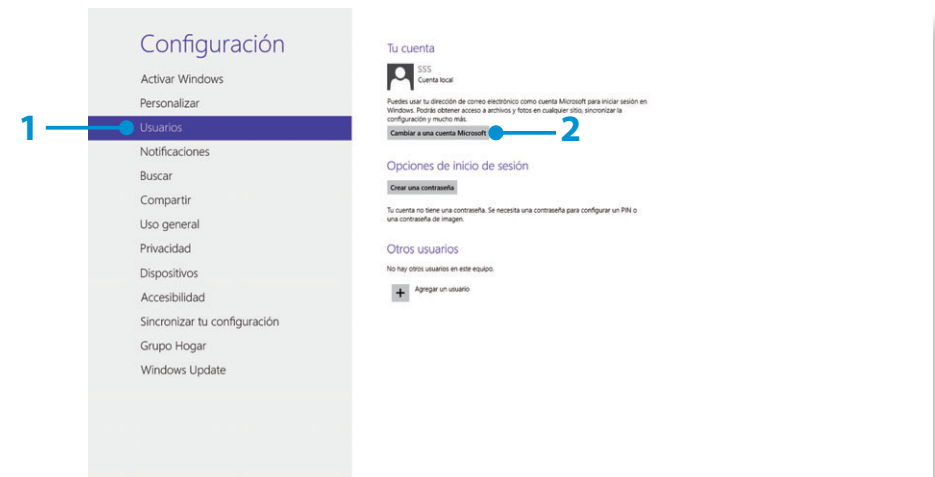 Configuración
Activar Windows
Personalizar
1
Usuarios
Notificaciones
Buscar
Compartir
Uso general
Privacidad
Dispositivos
Accesibilidad
Sincronizar tu configuración
Grupo Hogar
Windows Update
Tu cuenta
SSS
Cuenta local
Puedes usar tu dirección de correo electrónico como cuenta Microsoft para iniciar sesión en
Windows. Podrás obtener acceso a archivos y fotos en cualquier sitio, sincronizar la
configuración y mucho más.
Cambiar a una cuenta Microsoft
2
Opciones de inicio de sesión
Crear una contraseña
Tu cuenta no tiene una contraseña. Se necesita una contraseña para configurar un PIN o
una contraseña de imagen.
Otros usuarios
No hay otros usuarios en este equipo.
+ Agregar un usuario